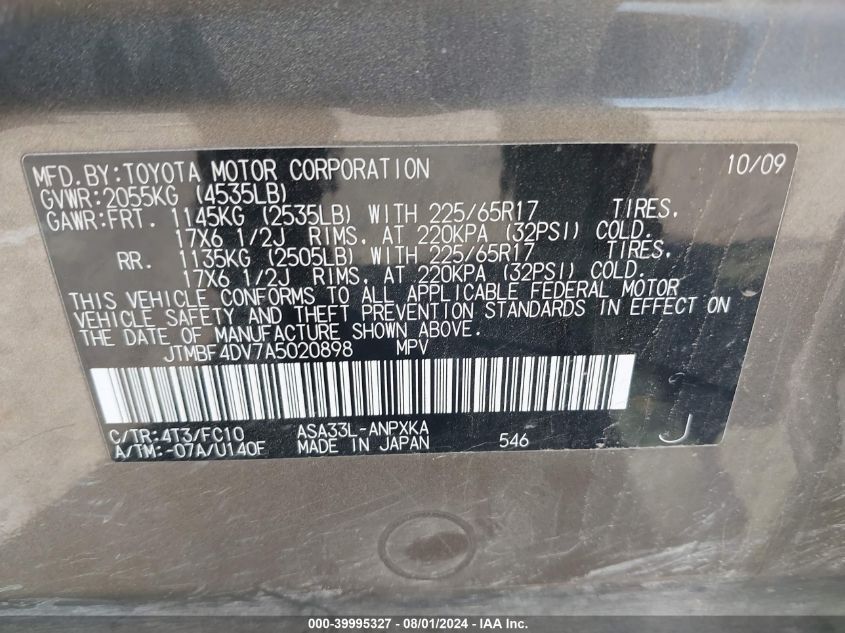 MFD.BY:TOYOTA MOTOR CORPORATION 10/09
GVWR:2055KG (4535LB)
GAWR:FRT. 1145KG (2535LB) WITH 225/65R17 TIRES,
17X6 1/2J RIMS, AT 220KPA (32PSI) COLD.
RR. 1135KG (2505LB) WITH 225/65R17 TIRES,
17X6 1/2J RIMS, AT 220KPA (32PSI) COLD.
THIS VEHICLE CONFORMS TO ALL APPLICABLE FEDERAL MOTOR
VEHICLE SAFETY AND THEFT PREVENTION STANDARDS IN EFFECT ON
THE DATE OF MANUFACTURE SHOWN ABOVE.
JTMBF4DV7A5020898 MPV
C/TR:4T3/FC10 ASA33L-ANPXKA
A/TM:-07A/U140F MADE IN JAPAN 546 J
000-39995327 - 08/01/2024 - IAA Inc.